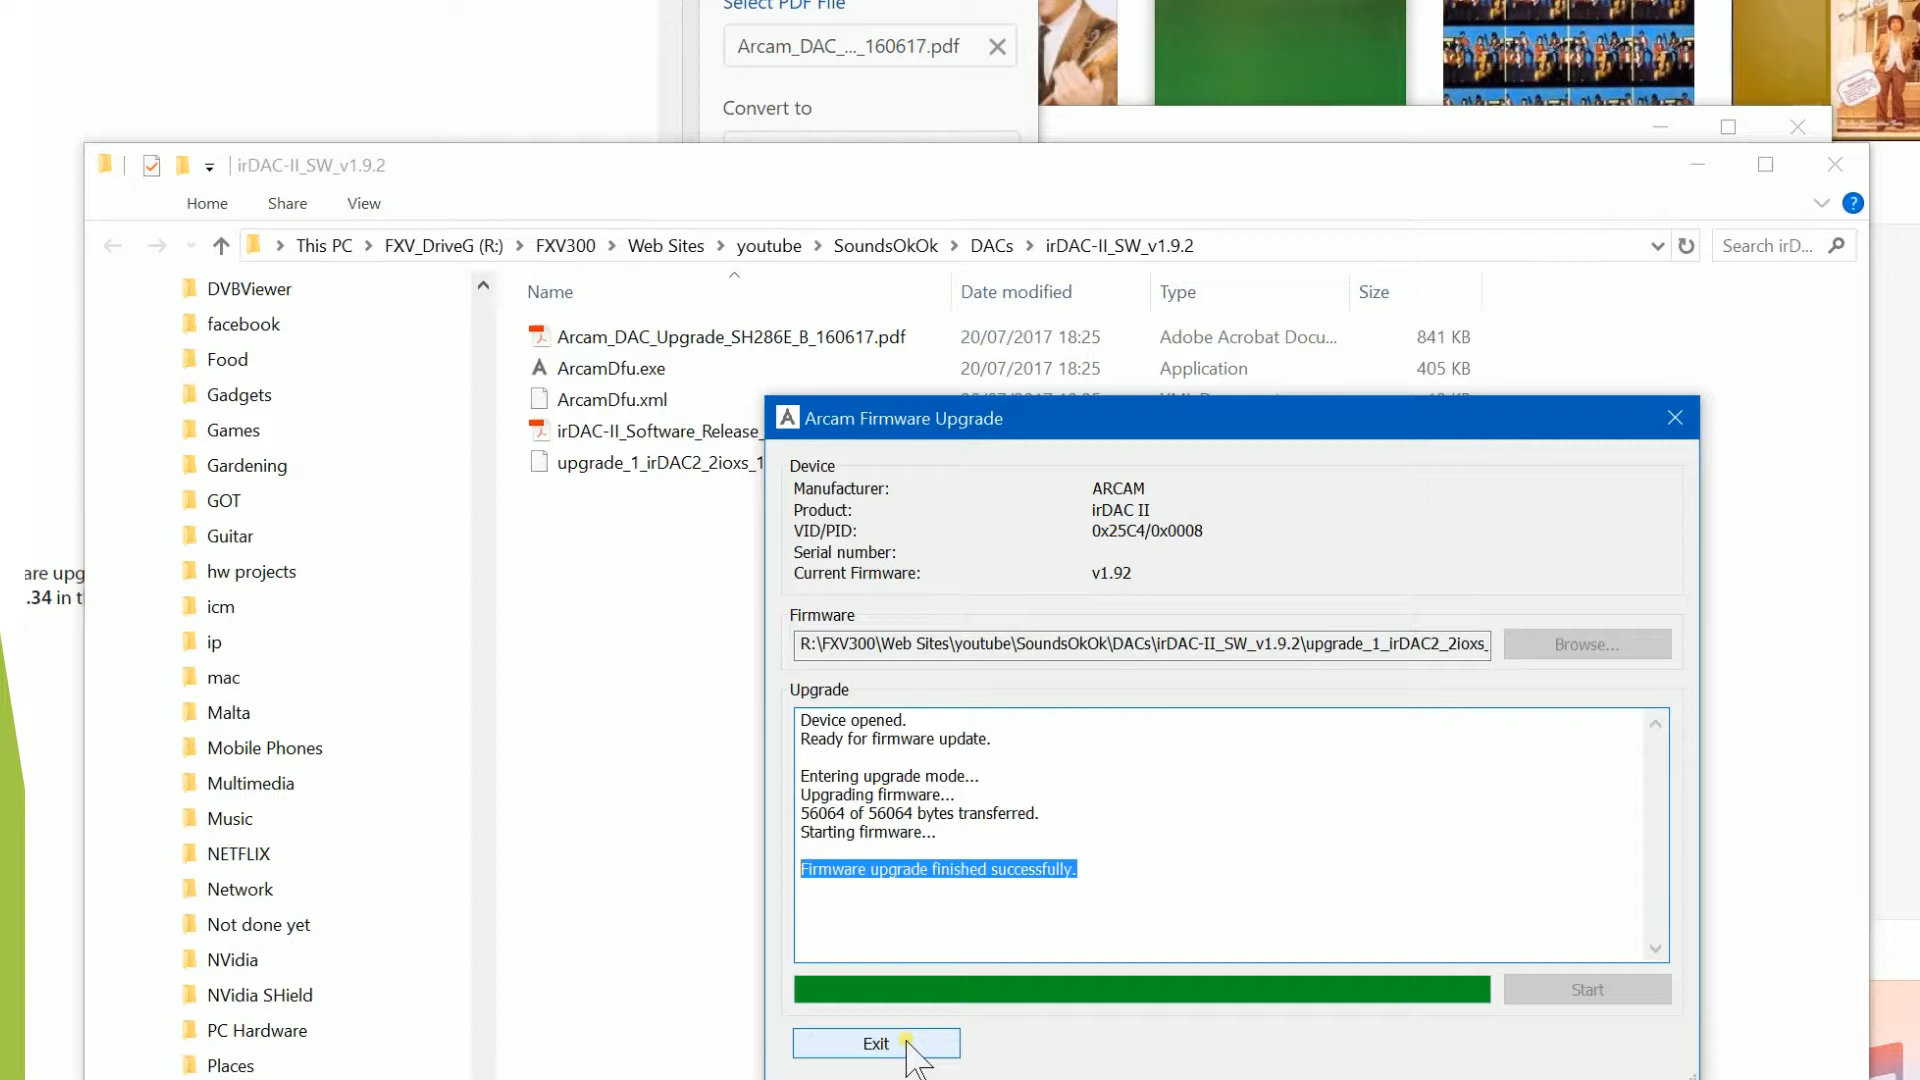 Select PDF File
Arcam_DAC_..._160617.pdf
Convert to
irDAC-II_SW_v1.9.2
Home Share View
?
This PC FXV_DriveG (R:) FXV300 Web Sites youtube SoundsOkOk DACs irDAC-II_SW_v1.9.2
Search irD...
Name Date modified Type Size
Arcam_DAC_Upgrade_SH286E_B_160617.pdf 20/07/2017 18:25 Adobe Acrobat Docu... 841 KB
ArcamDfu.exe 20/07/2017 18:25 Application 405 KB
ArcamDfu.xml
irDAC-II_Software_Release_
upgrade_1_irDAC2_2ioxs_1
DVBViewer
facebook
Food
Gadgets
Games
Gardening
GOT
Guitar
hw projects
icm
ip
mac
Malta
Mobile Phones
Multimedia
Music
NETFLIX
Network
Not done yet
NVidia
NVidia SHield
PC Hardware
Places
are upg
.34 in t
A Arcam Firmware Upgrade
Device
Manufacturer: ARCAM
Product: irDAC II
VID/PID: 0x25C4/0x0008
Serial number:
Current Firmware: v1.92
Firmware
R:\FXV300\Web Sites\youtube\SoundsOkOk\DACs\irDAC-II_SW_v1.9.2\upgrade_1_irDAC2_2ioxs_
Browse...
Upgrade
Device opened.
Ready for firmware update.
Entering upgrade mode...
Upgrading firmware...
56064 of 56064 bytes transferred.
Starting firmware...
Firmware upgrade finished successfully.
Start
Exit